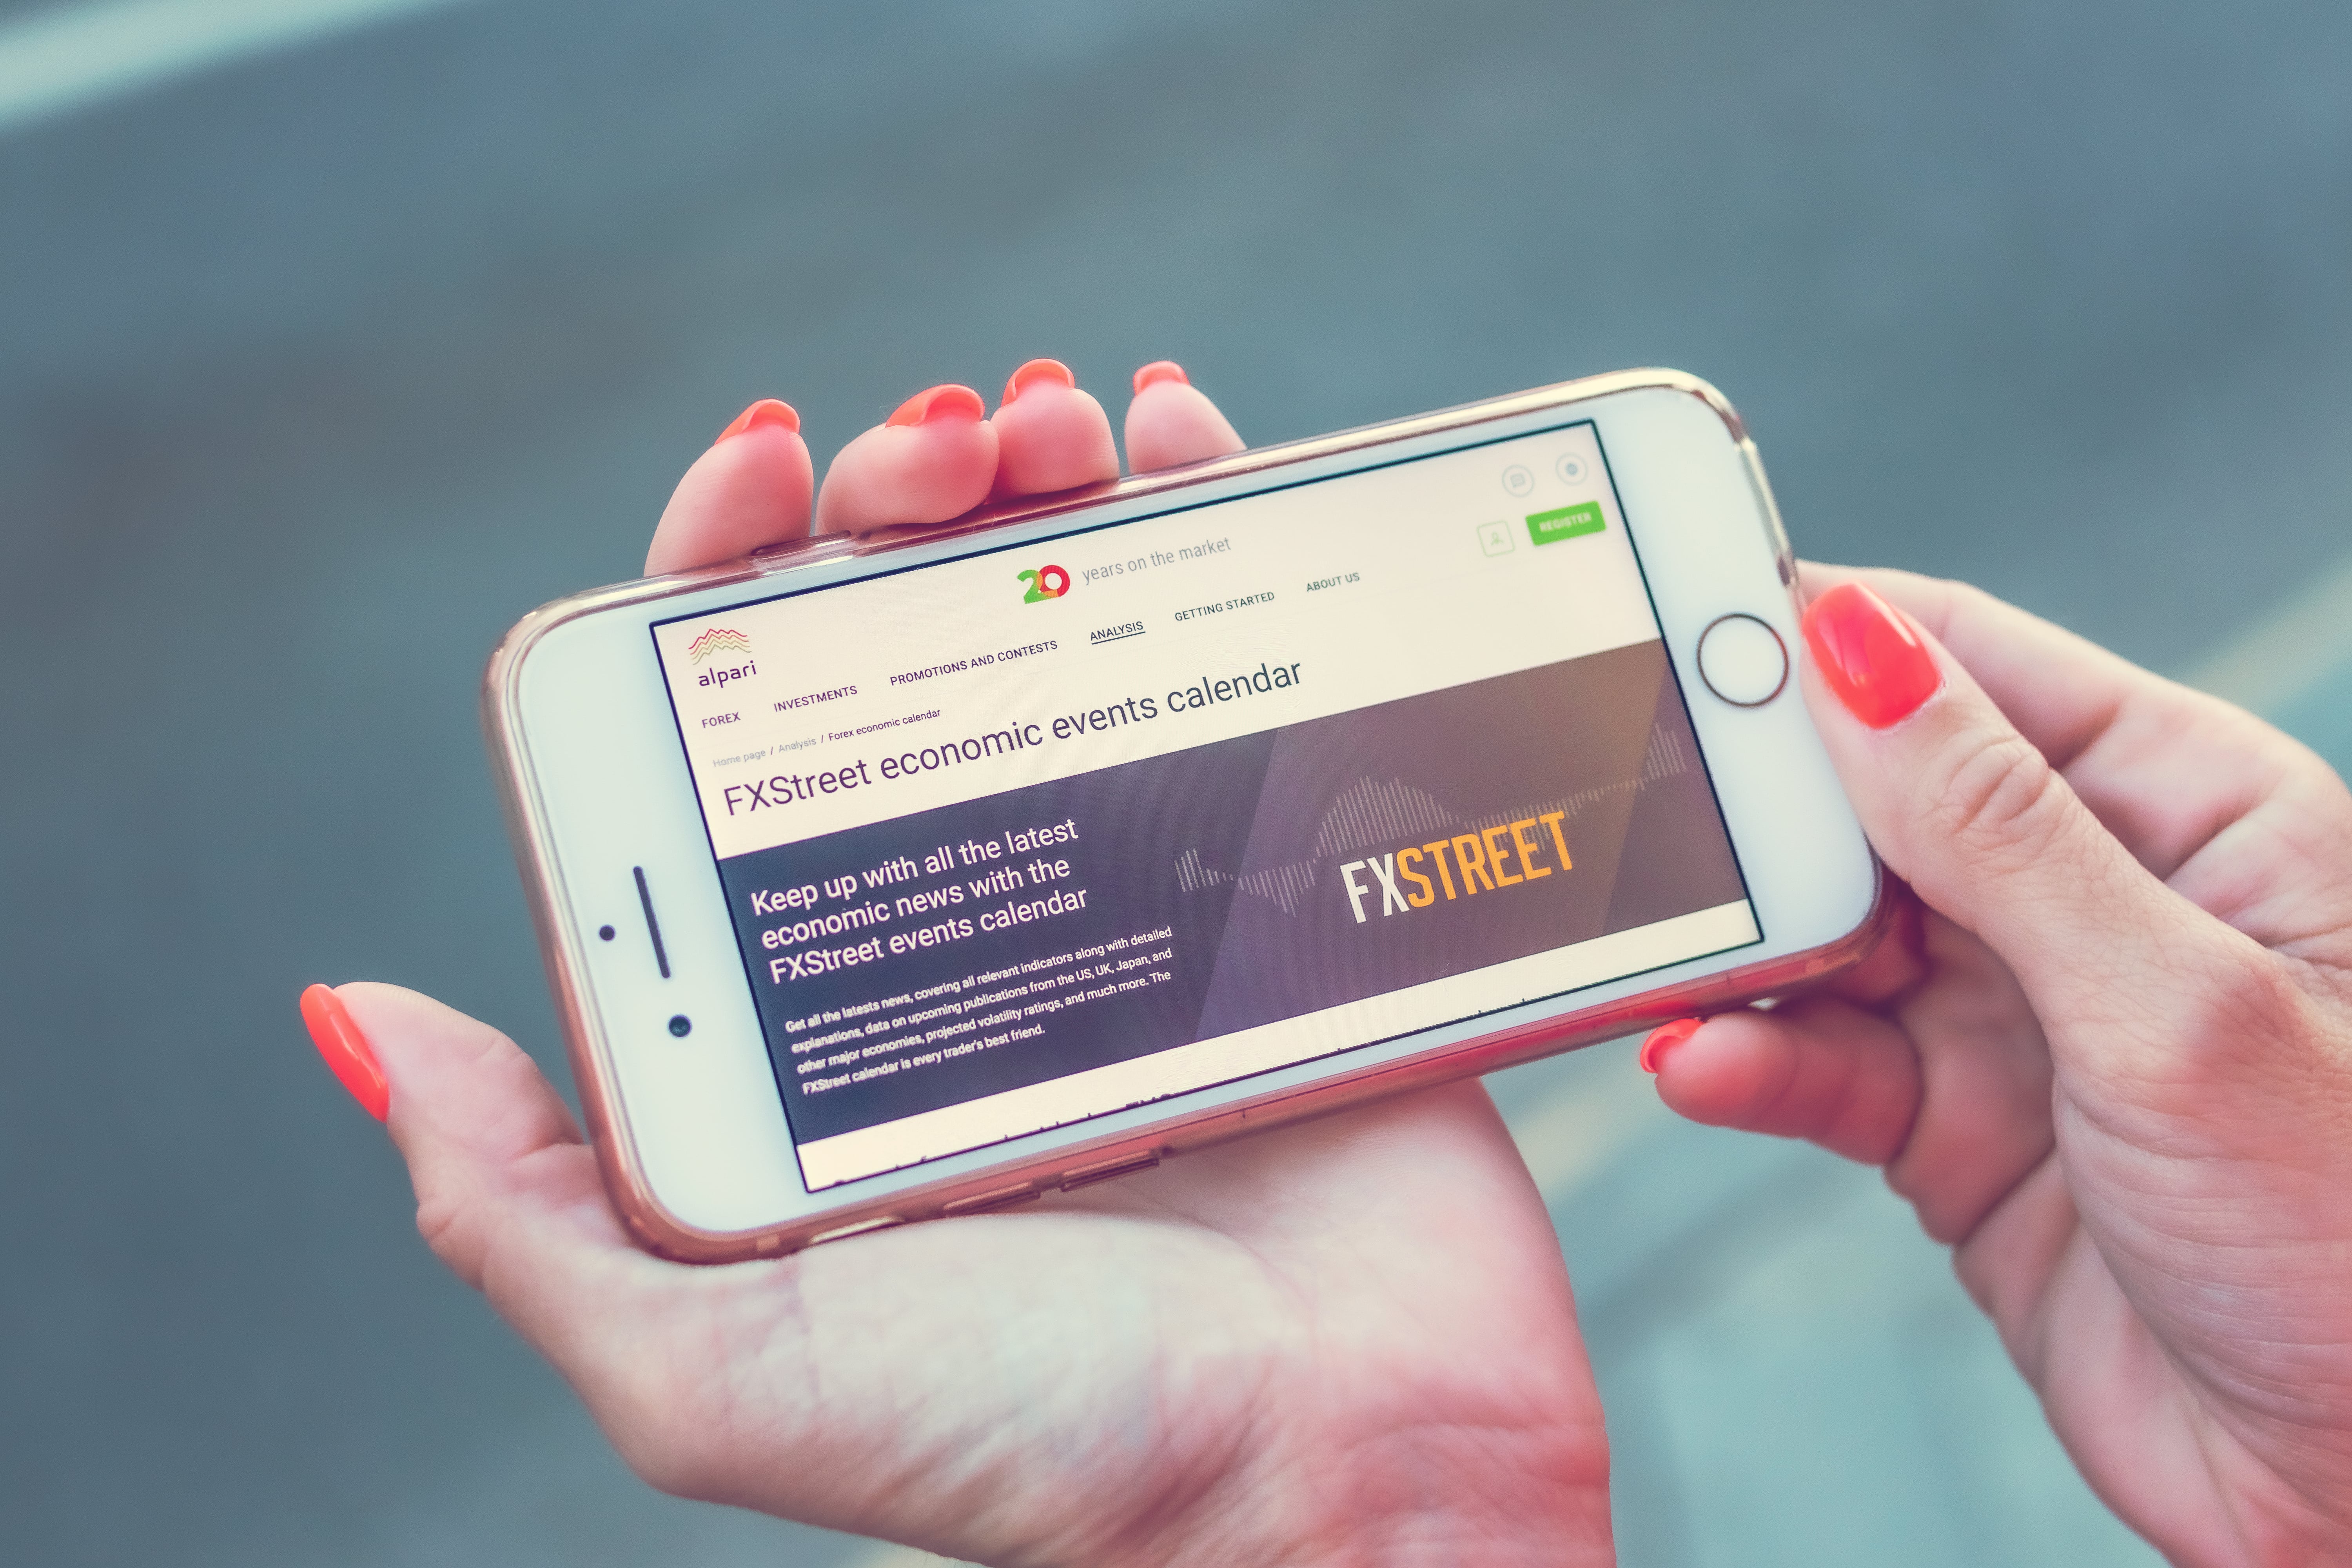 20 years on the market
alpari
REGISTER
FOREX INVESTMENTS PROMOTIONS AND CONTESTS ANALYSIS GETTING STARTED ABOUT US
Home page / Analysis / Forex economic calendar
FXStreet economic events calendar
Keep up with all the latest
economic news with the
FXStreet events calendar
FXSTREET
Get all the latests news, covering all relevant indicators along with detailed
explanations, data on upcoming publications from the US, UK, Japan, and
other major economies, projected volatility ratings, and much more. The
FXStreet calendar is every trader's best friend.